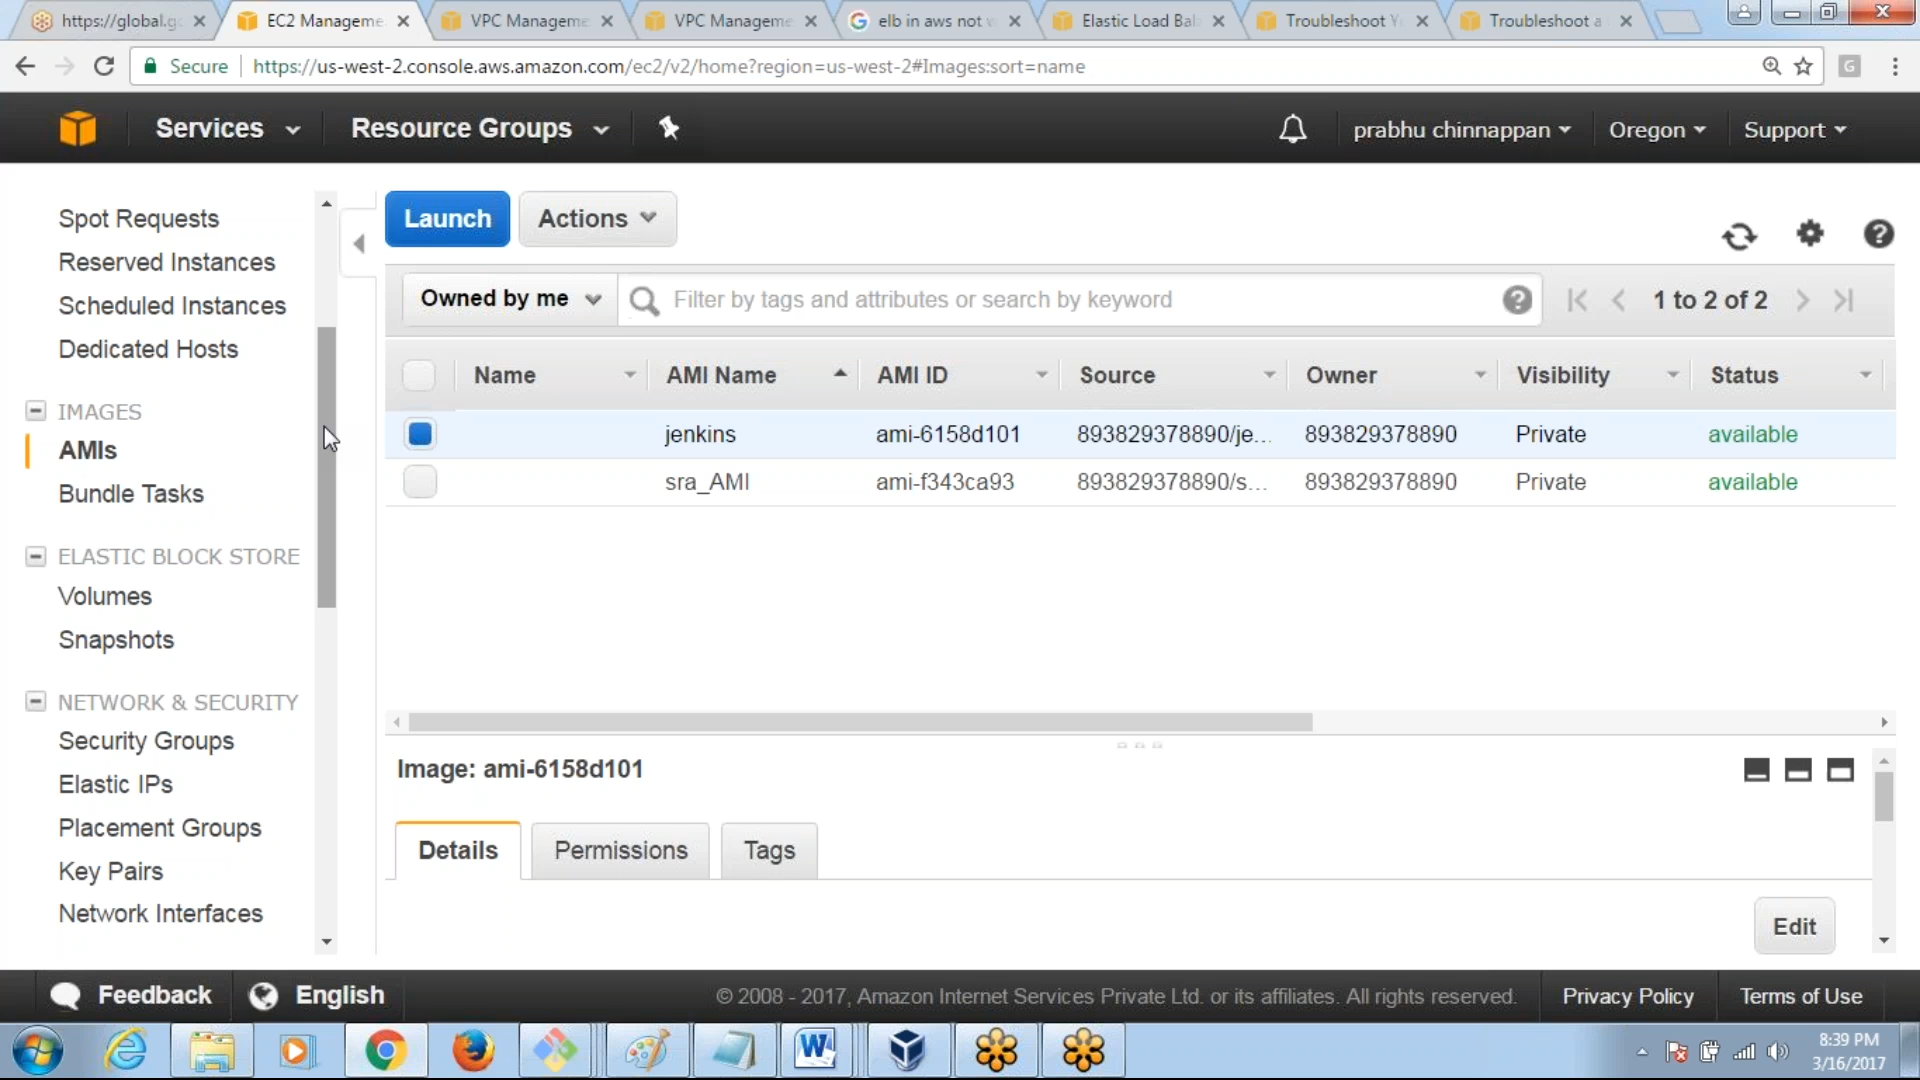 https://global.g
EC2 Manageme
VPC Manageme
VPC Manageme
elb in aws not w
Elastic Load Bal
Troubleshoot Y
Troubleshoot a
Secure
https://us-west-2.console.aws.amazon.com/ec2/v2/home?region=us-west-2#Images:sort=name
Services
Resource Groups
prabhu chinnappan
Oregon
Support
Spot Requests
Reserved Instances
Scheduled Instances
Dedicated Hosts
IMAGES
AMIs
Bundle Tasks
ELASTIC BLOCK STORE
Volumes
Snapshots
NETWORK & SECURITY
Security Groups
Elastic IPs
Placement Groups
Key Pairs
Network Interfaces
Launch
Actions
Owned by me
Filter by tags and attributes or search by keyword
1 to 2 of 2
Name AMI Name AMI ID Source Owner Visibility Status
jenkins ami-6158d101 893829378890/je... 893829378890 Private available
sra_AMI ami-f343ca93 893829378890/s... 893829378890 Private available
Image: ami-6158d101
Details
Permissions
Tags
Edit
Feedback
English
© 2008 - 2017, Amazon Internet Services Private Ltd. or its affiliates. All rights reserved.
Privacy Policy
Terms of Use
8:39 PM
3/16/2017